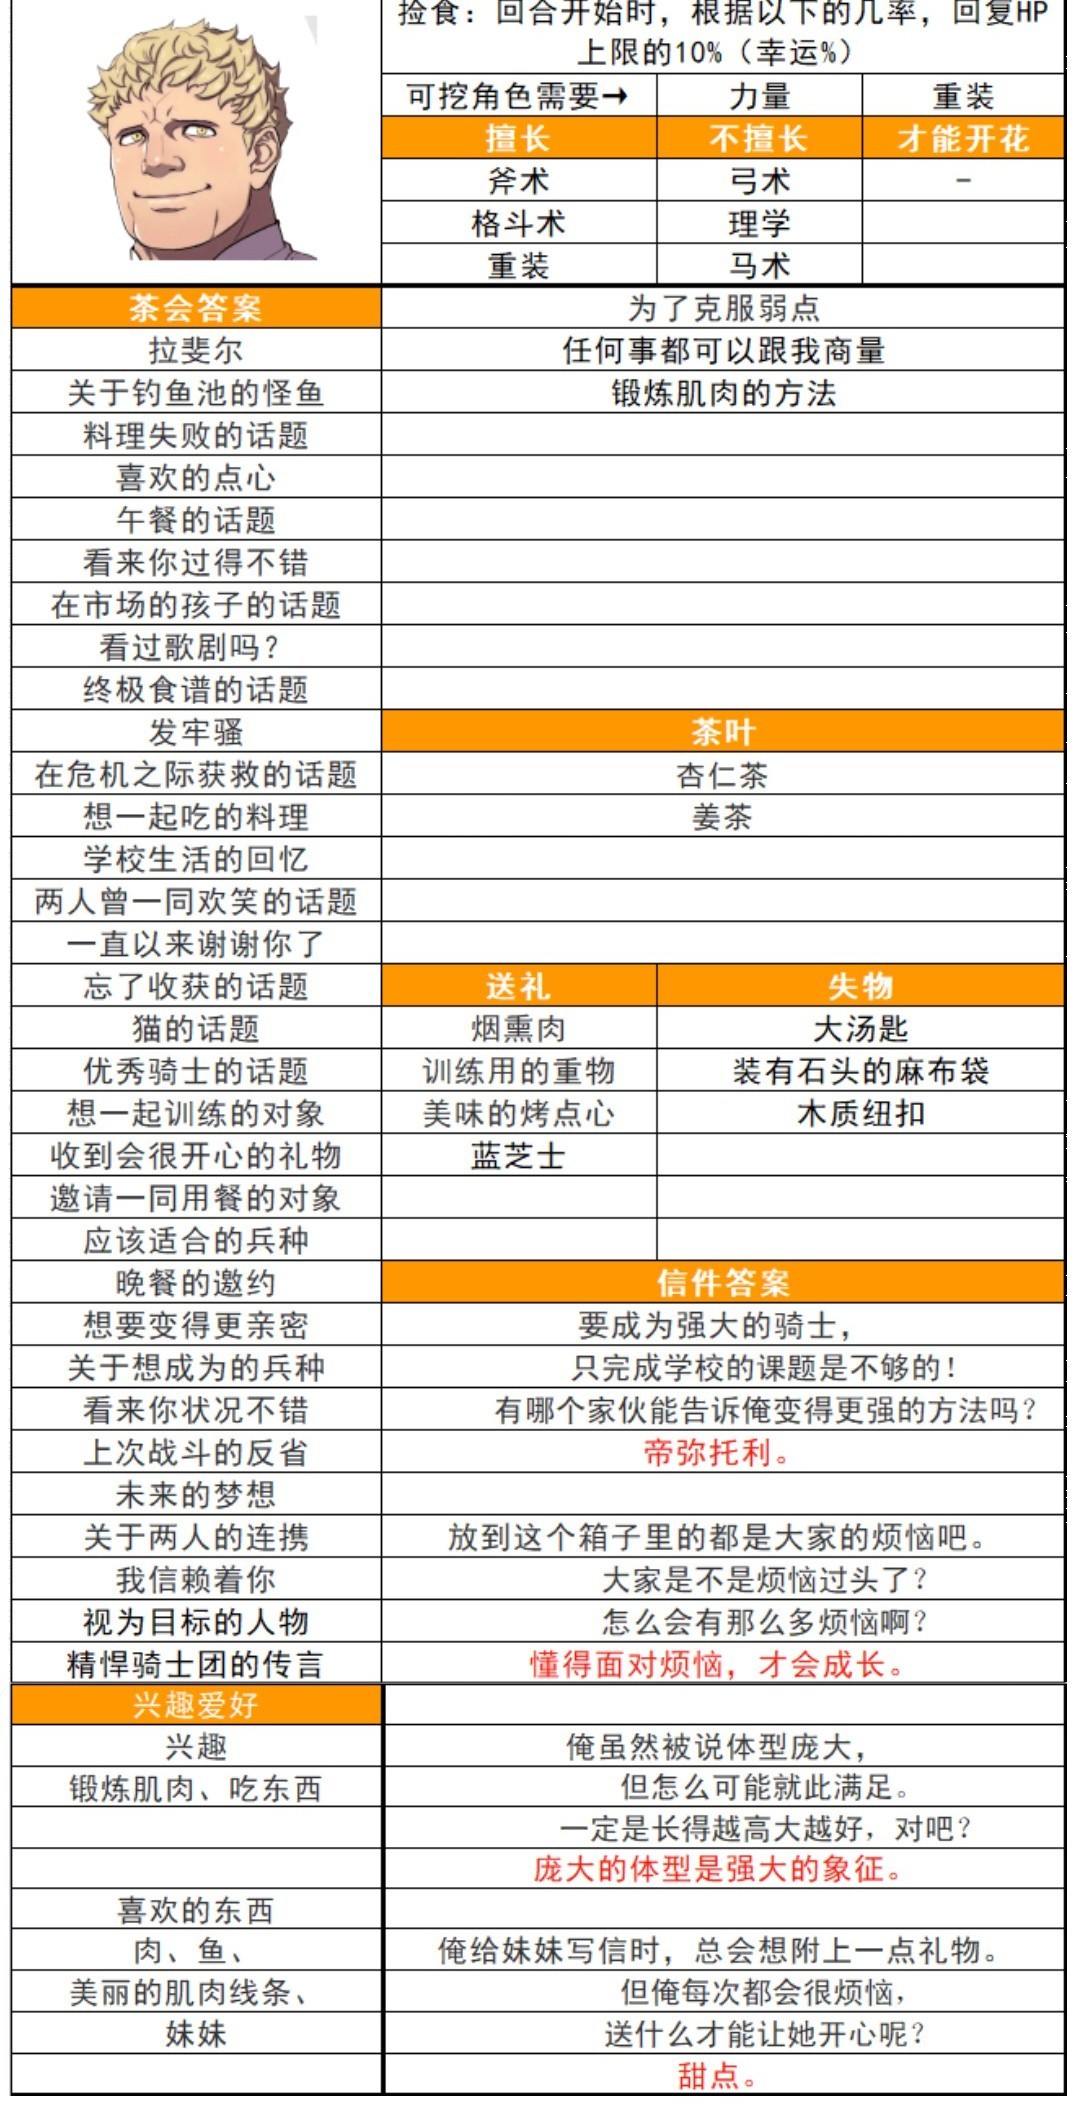 捡食：回合开始时，根据以下的几率，回复HP
上限的10%（幸运%）
可挖角色需要→ 力量 重装
擅长 不擅长 才能开花
斧术 弓术 –
格斗术 理学
重装 马术
茶会答案 为了克服弱点
拉斐尔 任何事都可以跟我商量
关于钓鱼池的怪鱼 锻炼肌肉的方法
料理失败的话题
喜欢的点心
午餐的话题
看来你过得不错
在市场的孩子的话题
看过歌剧吗？
终极食谱的话题
发牢骚 茶叶
在危机之际获救的话题 杏仁茶
想一起吃的料理 姜茶
学校生活的回忆
两人曾一同欢笑的话题
一直以来谢谢你了
忘了收获的话题 送礼 失物
猫的话题 烟熏肉 大汤匙
优秀骑士的话题 训练用的重物 装有石头的麻布袋
想一起训练的对象 美味的烤点心 木质纽扣
收到会很开心的礼物 蓝芝士
邀请一同用餐的对象
应该适合的兵种
晚餐的邀约 信件答案
想要变得更亲密 要成为强大的骑士，
关于想成为的兵种 只完成学校的课题是不够的！
看来你状况不错 有哪个家伙能告诉俺变得更强的方法吗？
上次战斗的反省 帝弥托利。
未来的梦想
关于两人的连携 放到这个箱子里的都是大家的烦恼吧。
我信赖着你 大家是不是烦恼过头了？
视为目标的人物 怎么会有那么多烦恼啊？
精悍骑士团的传言 懂得面对烦恼，才会成长。
兴趣爱好
兴趣 俺虽然被说体型庞大，
锻炼肌肉、吃东西 但怎么可能就此满足。
一定是长得越高大越好，对吧？
庞大的体型是强大的象征。
喜欢的东西
肉、鱼、 俺给妹妹写信时，总会想附上一点礼物。
美丽的肌肉线条、 但俺每次都会很烦恼，
妹妹 送什么才能让她开心呢？
甜点。